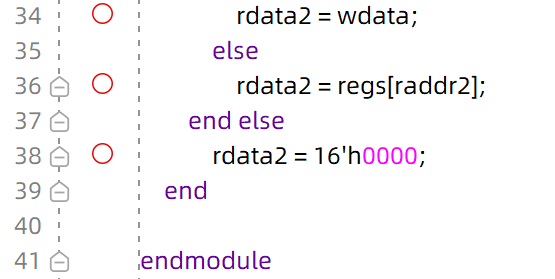 34 rdata2 = wdata;
35 else
36 rdata2 = regs[raddr2];
37 end else
38 rdata2 = 16'h0000;
39 end
40
41 endmodule